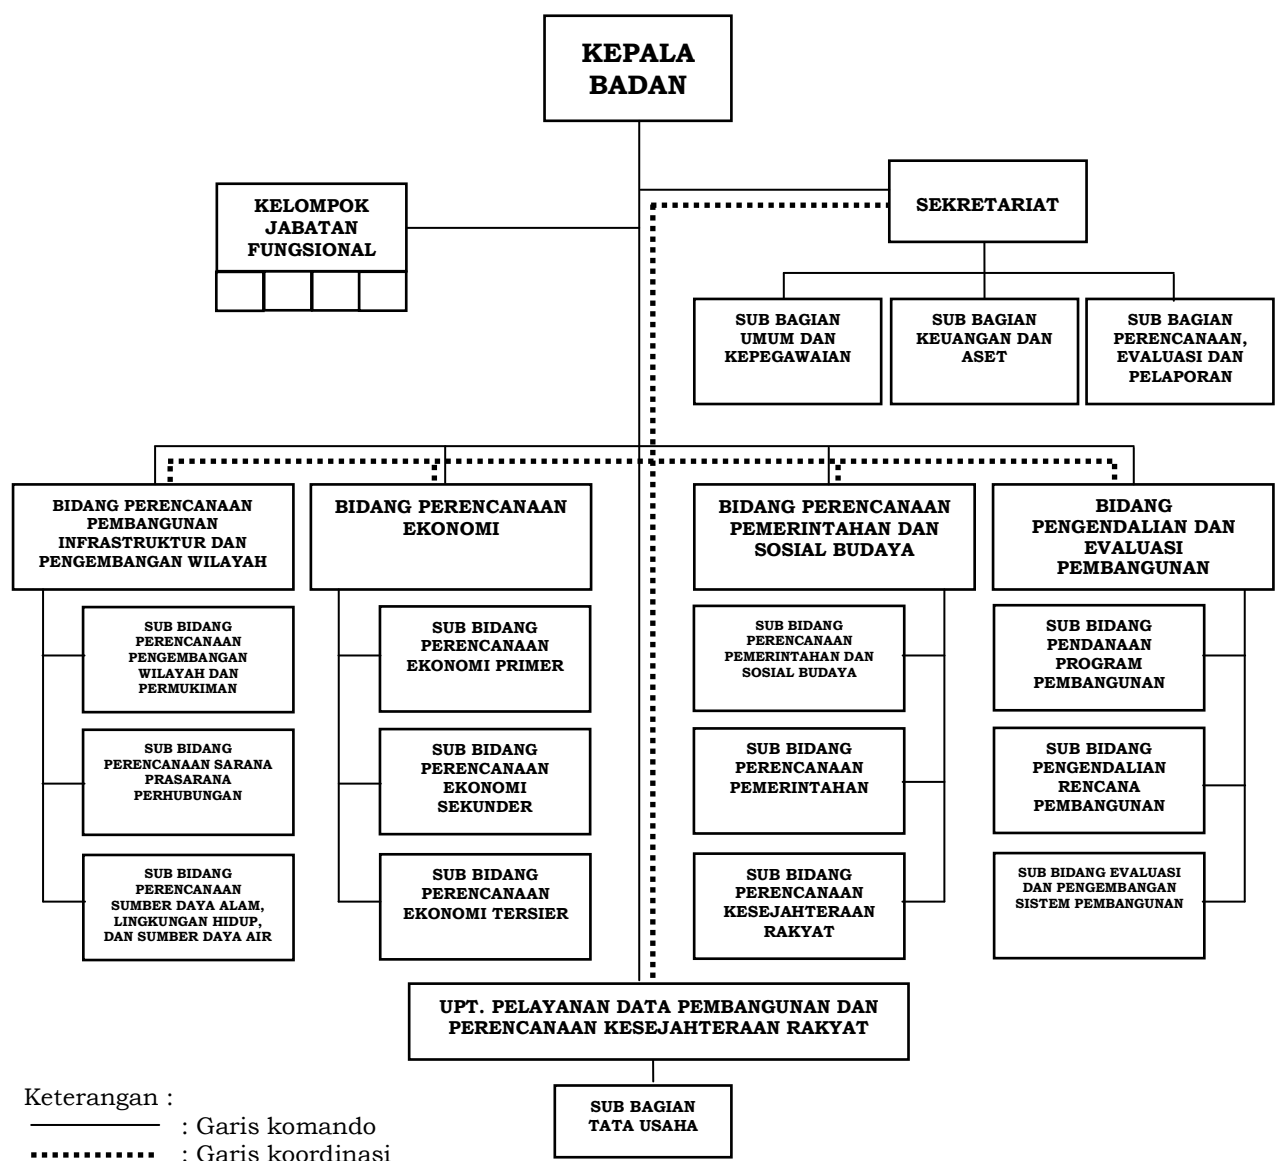 KEPALA
BADAN
SEKRETARIAT
KELOMPOK
JABATAN
FUNGSIONAL
SUB BAGIAN
UMUM DAN
KEPEGAWAIAN
SUB BAGIAN
KEUANGAN DAN
ASET
SUB BAGIAN
PERENCANAAN,
EVALUASI DAN
PELAPORAN
BIDANG PERENCANAAN
PEMBANGUNAN
INFRASTRUKTUR DAN
PENGEMBANGAN WILAYAH
BIDANG PERENCANAAN
EKONOMI
BIDANG PERENCANAAN
PEMERINTAHAN DAN
SOSIAL BUDAYA
BIDANG
PENGENDALIAN DAN
EVALUASI
PEMBANGUNAN
SUB BIDANG
PERENCANAAN
PENGEMBANGAN
WILAYAH DAN
PERMUKIMAN
SUB BIDANG
PERENCANAAN
EKONOMI PRIMER
SUB BIDANG
PERENCANAAN
PEMERINTAHAN DAN
SOSIAL BUDAYA
SUB BIDANG
PENDANAAN
PROGRAM
PEMBANGUNAN
SUB BIDANG
PERENCANAAN SARANA
PRASARANA
PERHUBUNGAN
SUB BIDANG
PERENCANAAN
EKONOMI
SEKUNDER
SUB BIDANG
PERENCANAAN
PEMERINTAHAN
SUB BIDANG
PENGENDALIAN
RENCANA
PEMBANGUNAN
SUB BIDANG
PERENCANAAN
SUMBER DAYA ALAM,
LINGKUNGAN HIDUP,
DAN SUMBER DAYA AIR
SUB BIDANG
PERENCANAAN
EKONOMI TERSIER
SUB BIDANG
PERENCANAAN
KESEJAHTERAAN
RAKYAT
SUB BIDANG EVALUASI
DAN PENGEMBANGAN
SISTEM PEMBANGUNAN
UPT. PELAYANAN DATA PEMBANGUNAN DAN
PERENCANAAN KESEJAHTERAAN RAKYAT
SUB BAGIAN
TATA USAHA
Keterangan :
: Garis komando
: Garis koordinasi